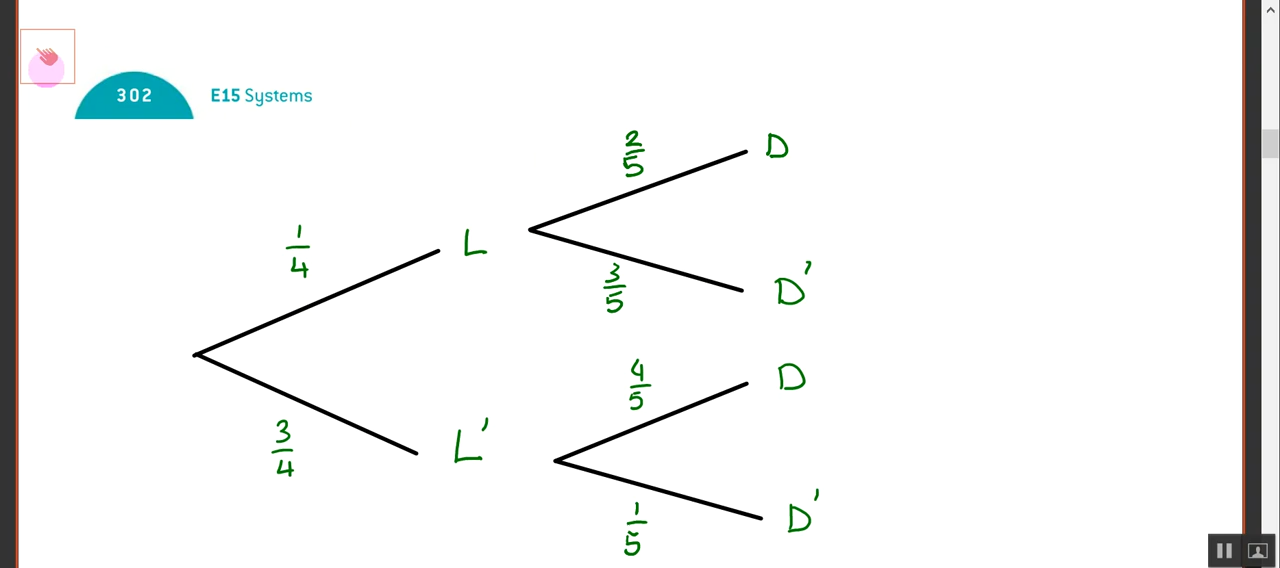 302 E15 Systems
2/5 D
1/4 L
3/5 D'
4/5 D
3/4 L'
1/5 D'